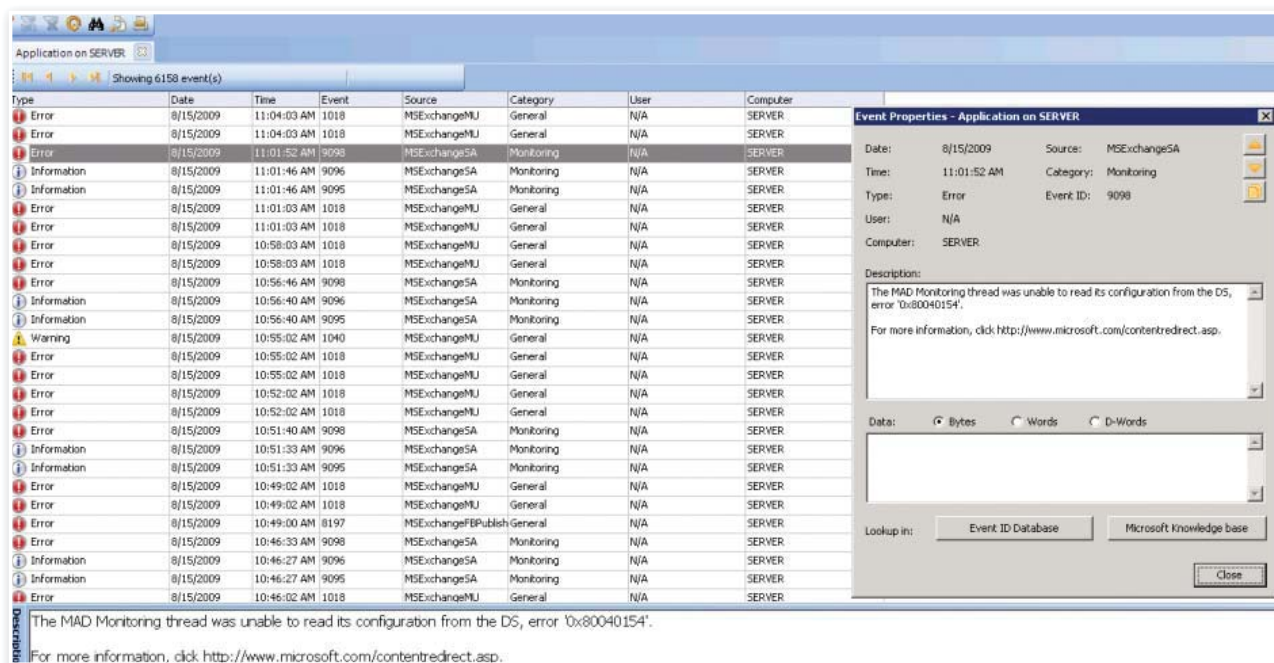 Application on SERVER
Showing 6158 event(s)
Type Date Time Event Source Category User Computer
Error 8/15/2009 11:04:03 AM 1018 MSExchangeMU General N/A SERVER
Error 8/15/2009 11:04:03 AM 1018 MSExchangeMU General N/A SERVER
Error 8/15/2009 11:01:52 AM 9098 MSExchangeSA Monitoring N/A SERVER
Information 8/15/2009 11:01:46 AM 9096 MSExchangeSA Monitoring N/A SERVER
Information 8/15/2009 11:01:46 AM 9095 MSExchangeSA Monitoring N/A SERVER
Error 8/15/2009 11:01:03 AM 1018 MSExchangeMU General N/A SERVER
Error 8/15/2009 11:01:03 AM 1018 MSExchangeMU General N/A SERVER
Error 8/15/2009 10:58:03 AM 1018 MSExchangeMU General N/A SERVER
Error 8/15/2009 10:58:03 AM 1018 MSExchangeMU General N/A SERVER
Error 8/15/2009 10:56:46 AM 9098 MSExchangeSA Monitoring N/A SERVER
Information 8/15/2009 10:56:40 AM 9096 MSExchangeSA Monitoring N/A SERVER
Information 8/15/2009 10:56:40 AM 9095 MSExchangeSA Monitoring N/A SERVER
Warning 8/15/2009 10:55:02 AM 1040 MSExchangeMU General N/A SERVER
Error 8/15/2009 10:55:02 AM 1018 MSExchangeMU General N/A SERVER
Error 8/15/2009 10:55:02 AM 1018 MSExchangeMU General N/A SERVER
Error 8/15/2009 10:52:02 AM 1018 MSExchangeMU General N/A SERVER
Error 8/15/2009 10:52:02 AM 1018 MSExchangeMU General N/A SERVER
Error 8/15/2009 10:51:40 AM 9098 MSExchangeSA Monitoring N/A SERVER
Information 8/15/2009 10:51:33 AM 9096 MSExchangeSA Monitoring N/A SERVER
Information 8/15/2009 10:51:33 AM 9095 MSExchangeSA Monitoring N/A SERVER
Error 8/15/2009 10:49:02 AM 1018 MSExchangeMU General N/A SERVER
Error 8/15/2009 10:49:02 AM 1018 MSExchangeMU General N/A SERVER
Error 8/15/2009 10:49:00 AM 8197 MSExchangeFBPublish General N/A SERVER
Error 8/15/2009 10:46:33 AM 9098 MSExchangeSA Monitoring N/A SERVER
Information 8/15/2009 10:46:27 AM 9096 MSExchangeSA Monitoring N/A SERVER
Information 8/15/2009 10:46:27 AM 9095 MSExchangeSA Monitoring N/A SERVER
Error 8/15/2009 10:46:02 AM 1018 MSExchangeMU General N/A SERVER
Event Properties - Application on SERVER
Date: 8/15/2009 Source: MSExchangeSA
Time: 11:01:52 AM Category: Monitoring
Type: Error Event ID: 9098
User: N/A
Computer: SERVER
Description:
The MAD Monitoring thread was unable to read its configuration from the DS,
error '0x80040154'.
For more information, click http://www.microsoft.com/contentredirect.asp.
Data: Bytes Words D-Words
Lookup in: Event ID Database Microsoft Knowledge base
Close
Descriptio
The MAD Monitoring thread was unable to read its configuration from the DS, error '0x80040154'.
For more information, click http://www.microsoft.com/contentredirect.asp.